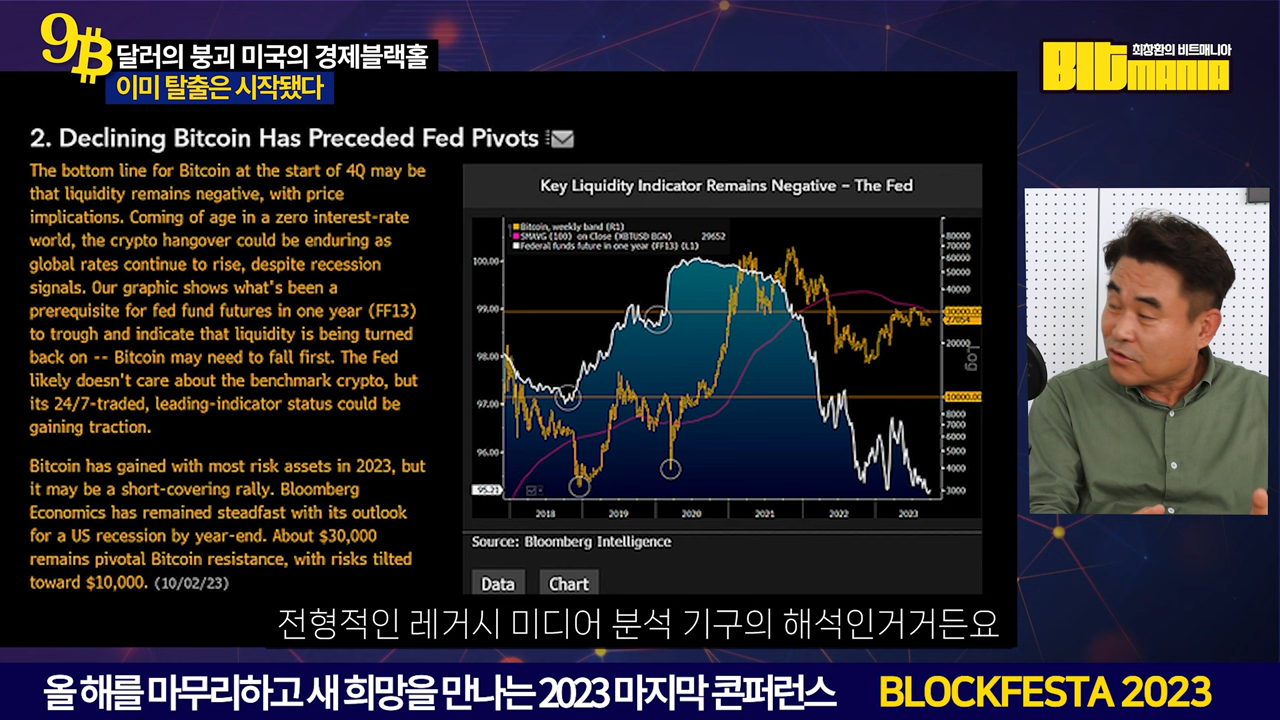 9₿
달러의 붕괴 미국의 경제블랙홀
이미 탈출은 시작됐다
최창환의 비트매니아
BIT MANIA
2. Declining Bitcoin Has Preceded Fed Pivots
The bottom line for Bitcoin at the start of 4Q may be
that liquidity remains negative, with price
implications. Coming of age in a zero interest-rate
world, the crypto hangover could be enduring as
global rates continue to rise, despite recession
signals. Our graphic shows what's been a
prerequisite for fed fund futures in one year (FF13)
to trough and indicate that liquidity is being turned
back on -- Bitcoin may need to fall first. The Fed
likely doesn't care about the benchmark crypto, but
its 24/7-traded, leading-indicator status could be
gaining traction.
Bitcoin has gained with most risk assets in 2023, but
it may be a short-covering rally. Bloomberg
Economics has remained steadfast with its outlook
for a US recession by year-end. About $30,000
remains pivotal Bitcoin resistance, with risks tilted
toward $10,000. (10/02/23)
Key Liquidity Indicator Remains Negative – The Fed
Bitcoin, weekly band (R1)
SMAVG (100) on Close (XBTUSD BGN) 29652
Federal funds future in one year (FF13) (L1)
100.00
99.00
98.00
97.00
96.00
95.21
80000
70000
60000
50000
40000
30000.00
20000
10000.00
8000
7000
6000
5000
4000
3000
Log
2018 2019 2020 2021 2022 2023
Source: Bloomberg Intelligence
Data Chart
전형적인 레거시 미디어 분석 기구의 해석인거거든요
올 해를 마무리하고 새 희망을 만나는 2023 마지막 콘퍼런스 BLOCKFESTA 2023